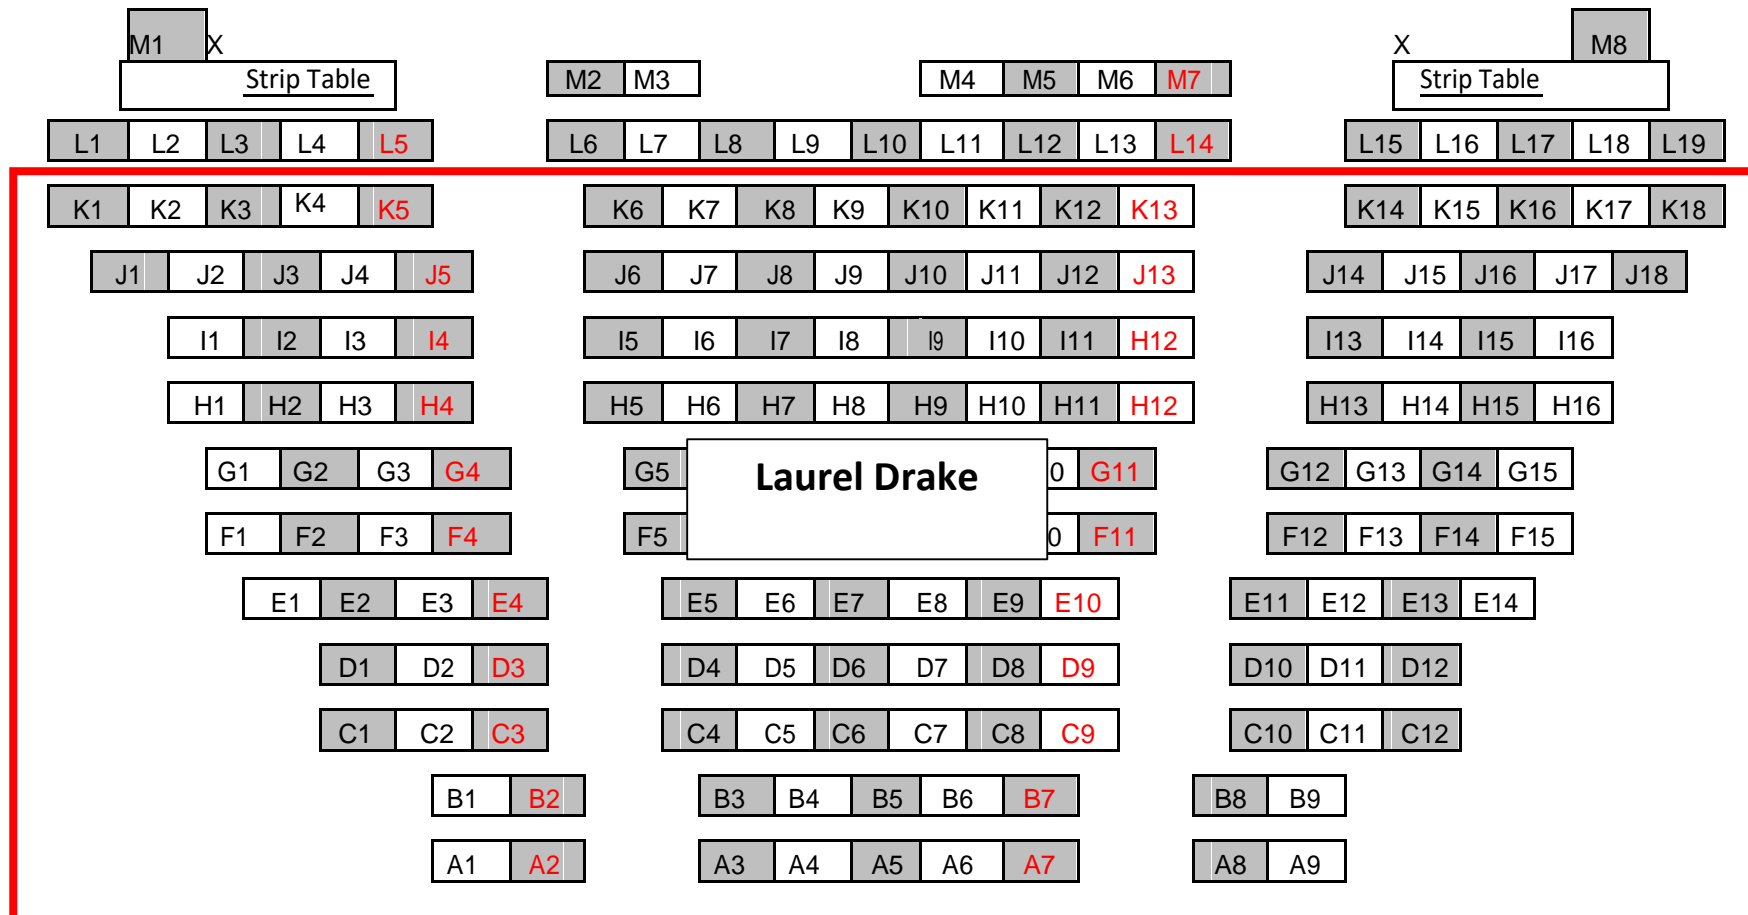 M1 X X M8
Strip Table M2 M3 M4 M5 M6 M7 Strip Table
L1 L2 L3 L4 L5 L6 L7 L8 L9 L10 L11 L12 L13 L14 L15 L16 L17 L18 L19
K1 K2 K3 K4 K5 K6 K7 K8 K9 K10 K11 K12 K13 K14 K15 K16 K17 K18
J1 J2 J3 J4 J5 J6 J7 J8 J9 J10 J11 J12 J13 J14 J15 J16 J17 J18
I1 I2 I3 I4 I5 I6 I7 I8 I9 I10 I11 H12 I13 I14 I15 I16
H1 H2 H3 H4 H5 H6 H7 H8 H9 H10 H11 H12 H13 H14 H15 H16
G1 G2 G3 G4 G5 Laurel Drake 0 G11 G12 G13 G14 G15
F1 F2 F3 F4 F5 0 F11 F12 F13 F14 F15
E1 E2 E3 E4 E5 E6 E7 E8 E9 E10 E11 E12 E13 E14
D1 D2 D3 D4 D5 D6 D7 D8 D9 D10 D11 D12
C1 C2 C3 C4 C5 C6 C7 C8 C9 C10 C11 C12
B1 B2 B3 B4 B5 B6 B7 B8 B9
A1 A2 A3 A4 A5 A6 A7 A8 A9